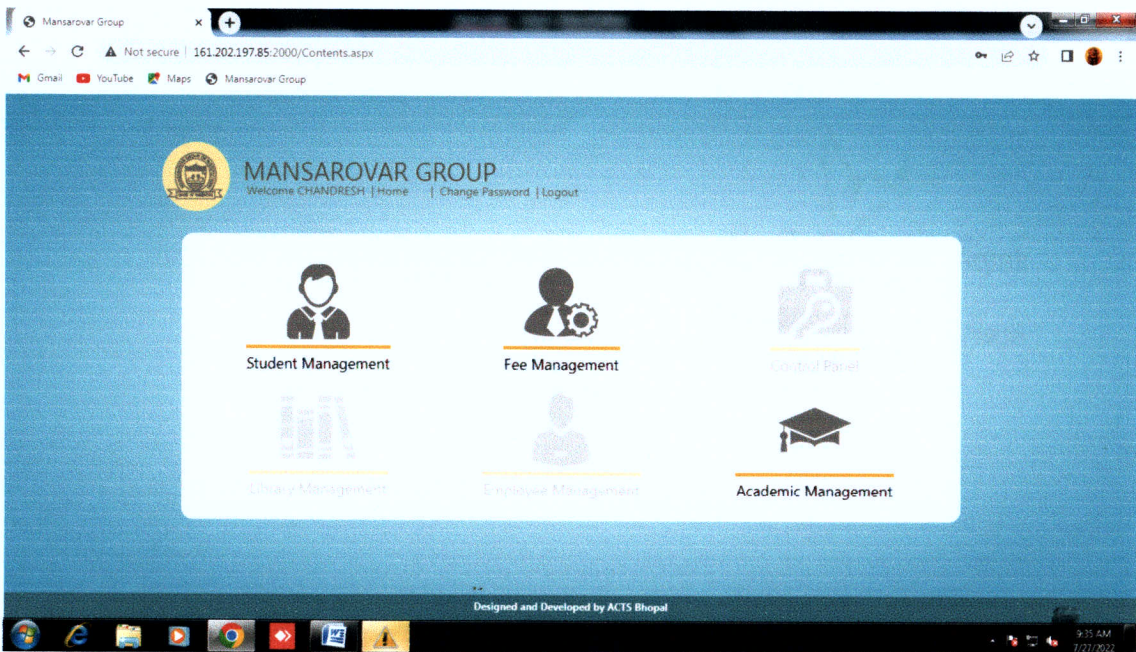 Mansarovar Group
Not secure 161.202.197.85:2000/Contents.aspx
Gmail YouTube Maps Mansarovar Group
MANSAROVAR GROUP
Welcome CHANDRESH | Home | Change Password | Logout
Student Management Fee Management Control Panel
Library Management Employee Management Academic Management
Designed and Developed by ACTS Bhopal
9:35 AM
7/27/2022